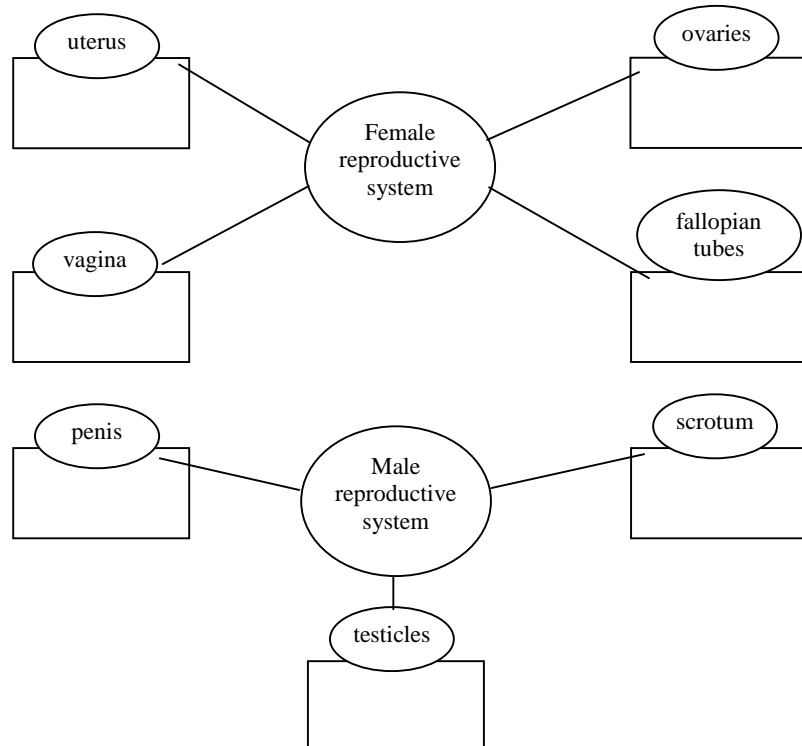 uterus
ovaries
Female
reproductive
system
vagina
fallopian
tubes
penis
scrotum
Male
reproductive
system
testicles